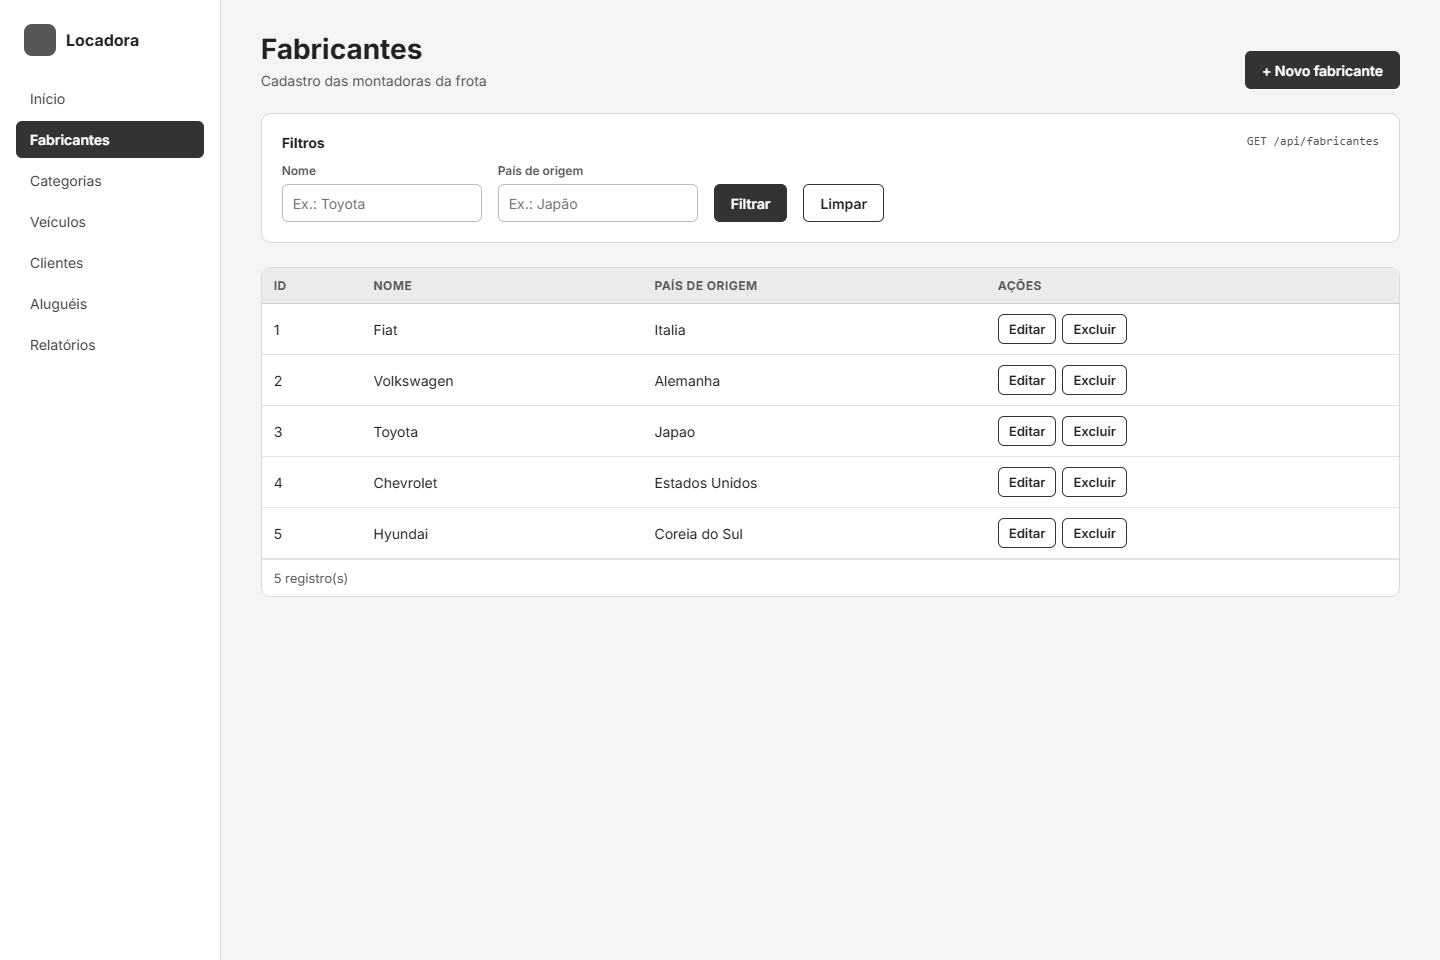 Locadora
Início
Fabricantes
Categorias
Veículos
Clientes
Aluguéis
Relatórios
Fabricantes
Cadastro das montadoras da frota
+ Novo fabricante
Filtros
GET /api/fabricantes
Nome
País de origem
Ex.: Toyota
Ex.: Japão
Filtrar
Limpar
ID NOME PAÍS DE ORIGEM AÇÕES
1 Fiat Italia Editar Excluir
2 Volkswagen Alemanha Editar Excluir
3 Toyota Japao Editar Excluir
4 Chevrolet Estados Unidos Editar Excluir
5 Hyundai Coreia do Sul Editar Excluir
5 registro(s)